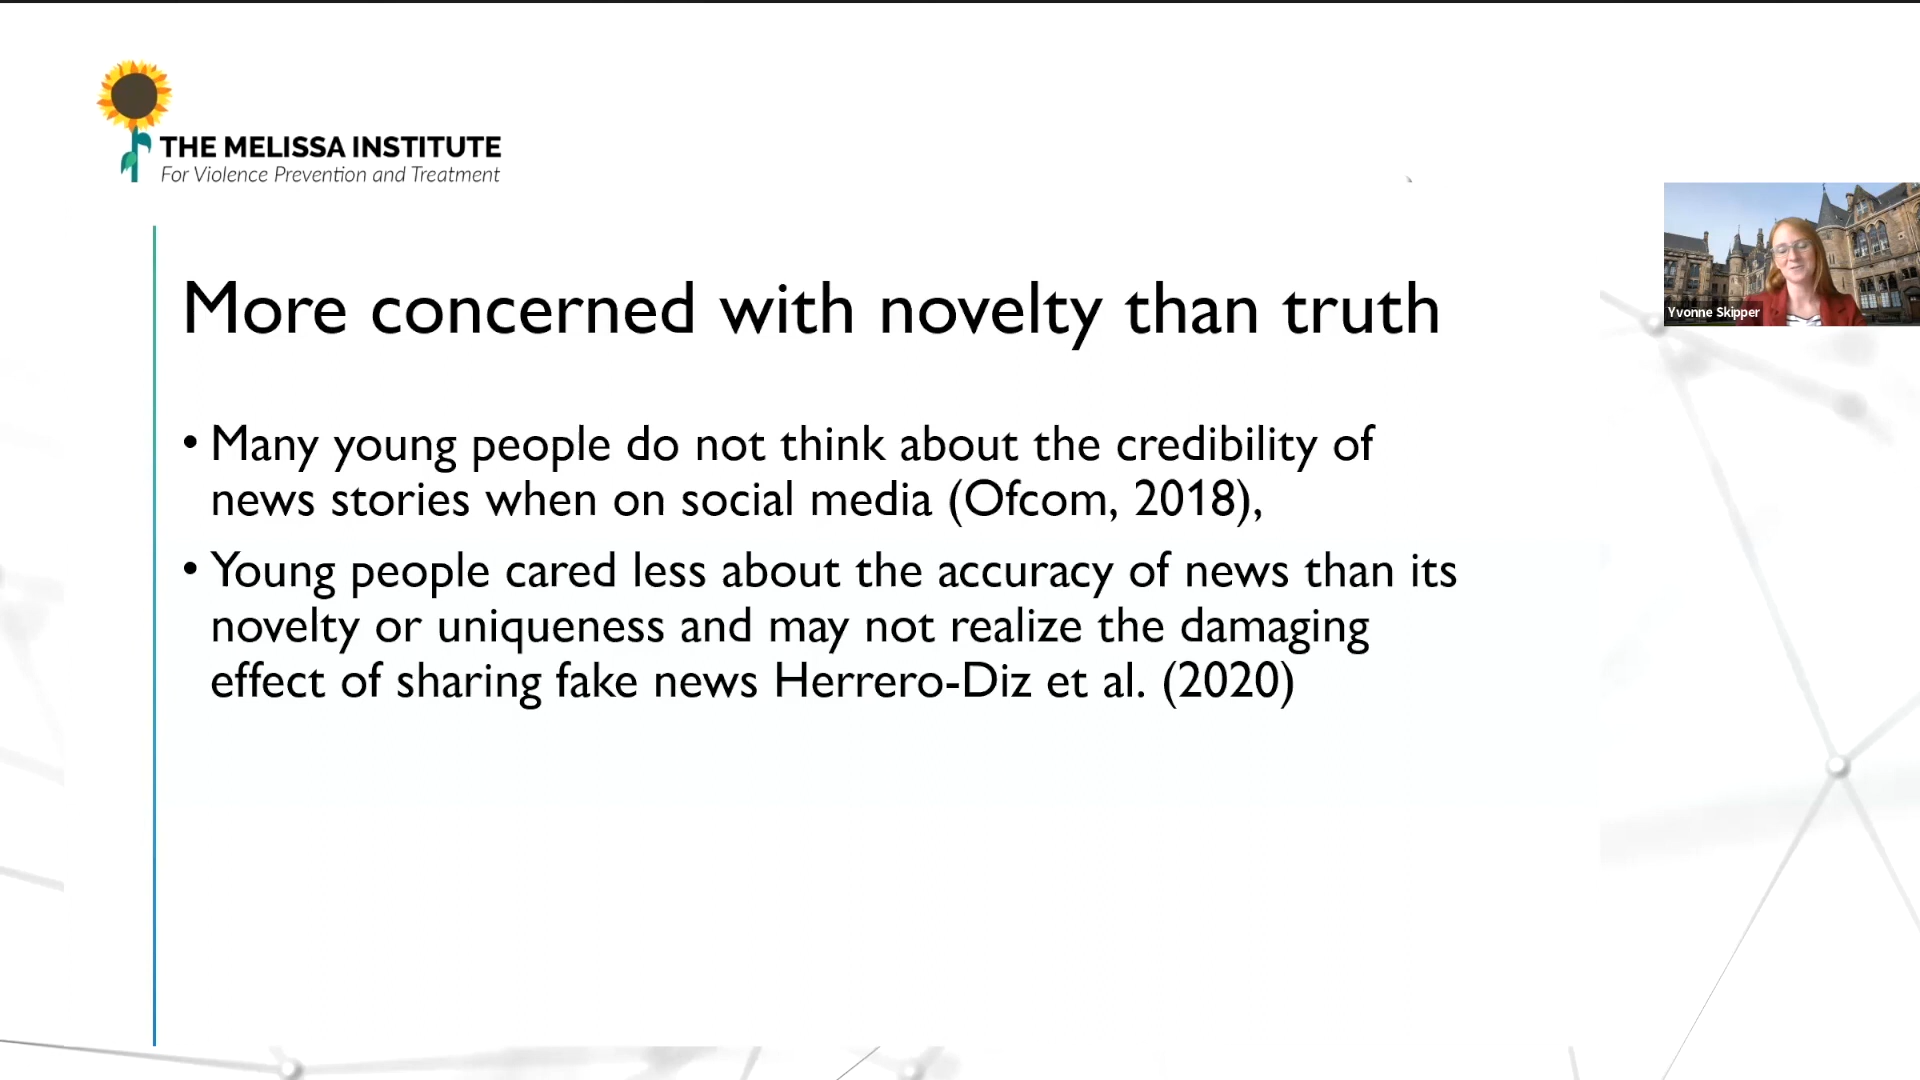 THE MELISSA INSTITUTE
For Violence Prevention and Treatment
Yvonne Skipper
More concerned with novelty than truth
• Many young people do not think about the credibility of
news stories when on social media (Ofcom, 2018),
• Young people cared less about the accuracy of news than its
novelty or uniqueness and may not realize the damaging
effect of sharing fake news Herrero-Diz et al. (2020)